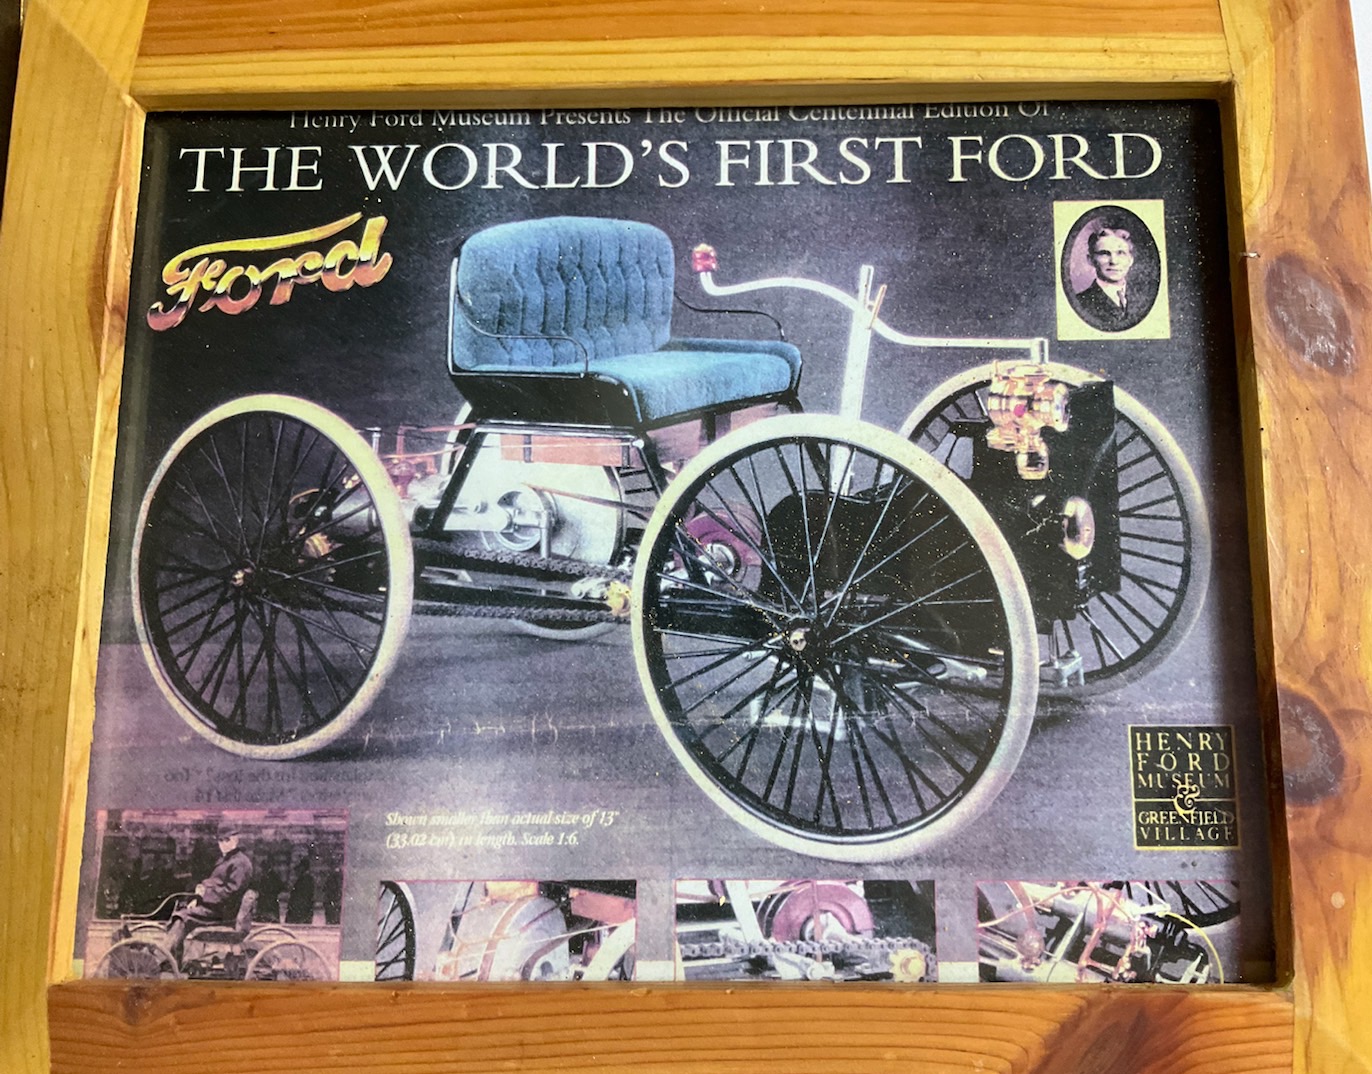 Henry Ford Museum Presents The Official Centennial Edition Of
THE WORLD'S FIRST FORD
Ford
Shown smaller than actual size of 13"
(33.02 cm) in length. Scale 1:6.
HENRY
FORD
MUSEUM
&
GREENFIELD
VILLAGE